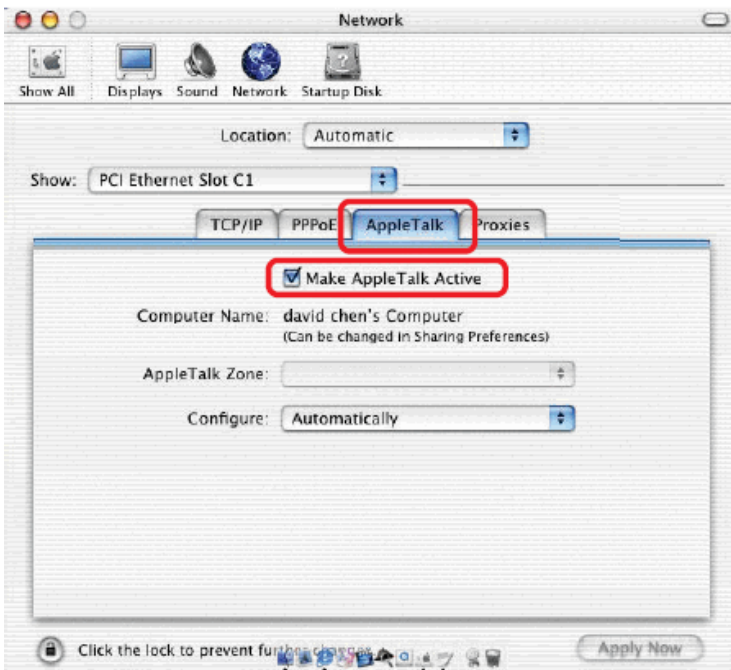 Network
Show All Displays Sound Network Startup Disk
Location: Automatic
Show: PCI Ethernet Slot C1
TCP/IP PPPoE AppleTalk Proxies
Make AppleTalk Active
Computer Name: david chen's Computer
(Can be changed in Sharing Preferences)
AppleTalk Zone:
Configure: Automatically
Click the lock to prevent further changes.
Apply Now